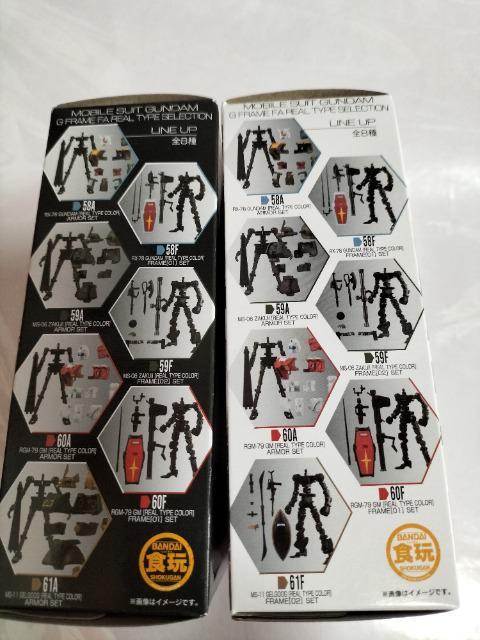 MOBILE SUIT GUNDAM
G FRAME FA REAL TYPE SELECTION
LINE UP
全8種
58A
RX-78 GUNDAM [REAL TYPE COLOR]
ARMOR SET
58F
RX-78 GUNDAM [REAL TYPE COLOR]
FRAME[01] SET
59A
MS-06 ZAKUII [REAL TYPE COLOR]
ARMOR SET
59F
MS-06 ZAKUII [REAL TYPE COLOR]
FRAME[02] SET
60A
RGM-79 GM [REAL TYPE COLOR]
ARMOR SET
60F
RGM-79 GM [REAL TYPE COLOR]
FRAME[01] SET
61A
MS-11 GELGOOG [REAL TYPE COLOR]
ARMOR SET
BANDAI
食玩
SHOKUGAN
※画像はイメージです。
MOBILE SUIT GUNDAM
G FRAME FA REAL TYPE SELECTION
LINE UP
全8種
58A
RX-78 GUNDAM [REAL TYPE COLOR]
ARMOR SET
58F
RX-78 GUNDAM [REAL TYPE COLOR]
FRAME[01] SET
59A
MS-06 ZAKUII [REAL TYPE COLOR]
ARMOR SET
59F
MS-06 ZAKUII [REAL TYPE COLOR]
FRAME[02] SET
60A
RGM-79 GM [REAL TYPE COLOR]
ARMOR SET
60F
RGM-79 GM [REAL TYPE COLOR]
FRAME[01] SET
61F
MS-11 GELGOOG [REAL TYPE COLOR]
FRAME[02] SET
BANDAI
食玩
SHOKUGAN
※画像はイメージです。